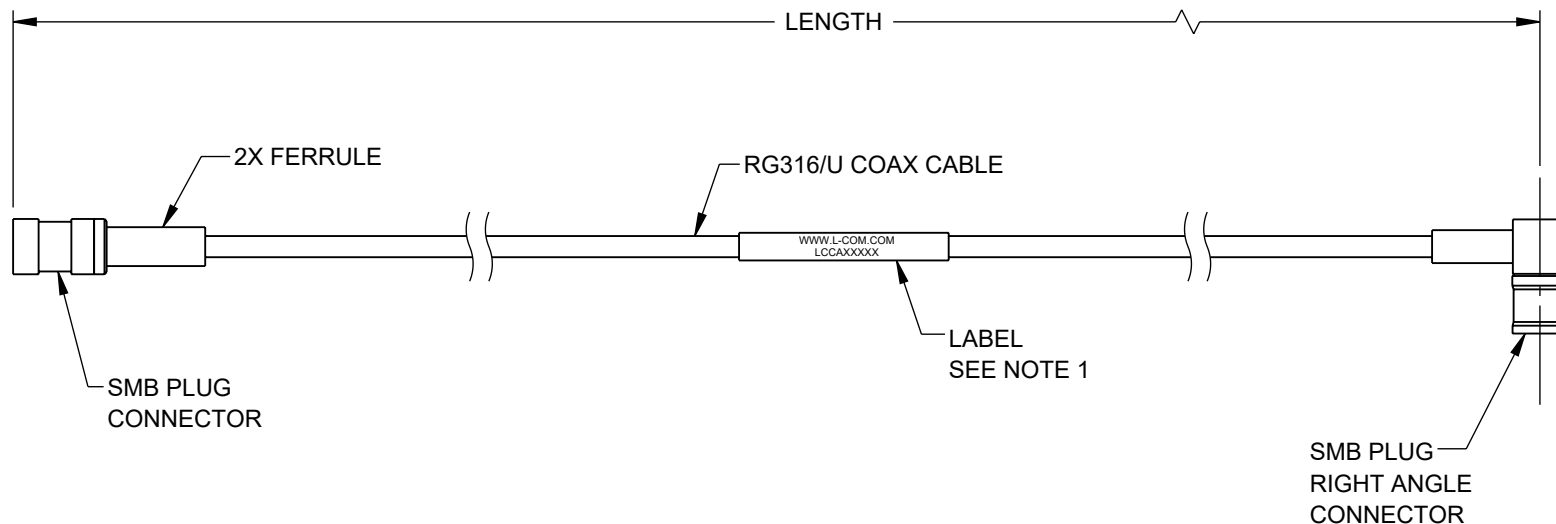 LENGTH
2X FERRULE
RG316/U COAX CABLE
WWW.L-COM.COM
LCCAXXXXX
LABEL
SEE NOTE 1
SMB PLUG
CONNECTOR
SMB PLUG
RIGHT ANGLE
CONNECTOR